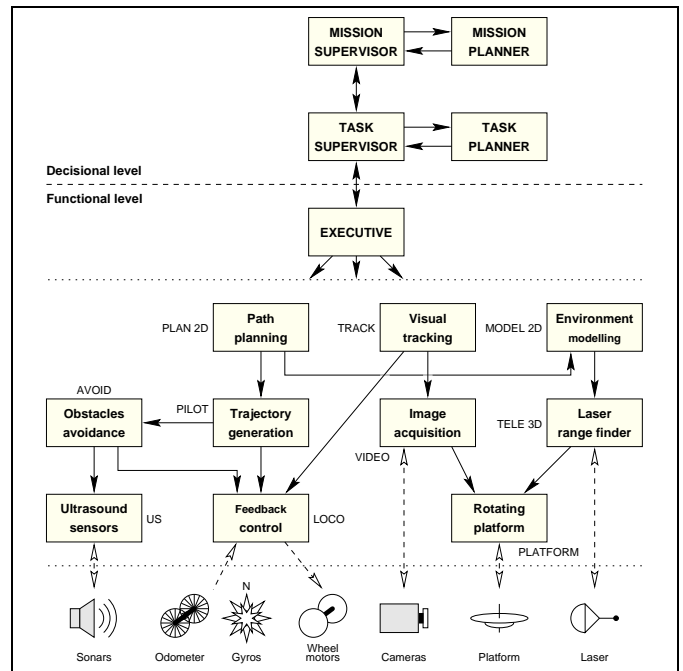 MISSION SUPERVISOR
MISSION PLANNER
TASK SUPERVISOR
TASK PLANNER
Decisional level
Functional level
EXECUTIVE
PLAN 2D
Path planning
TRACK
Visual tracking
MODEL 2D
Environment modelling
AVOID
Obstacles avoidance
PILOT
Trajectory generation
Image acquisition
VIDEO
TELE 3D
Laser range finder
Ultrasound sensors
US
Feedback control
LOCO
Rotating platform
PLATFORM
N
Sonars
Odometer
Gyros
Wheel motors
Cameras
Platform
Laser